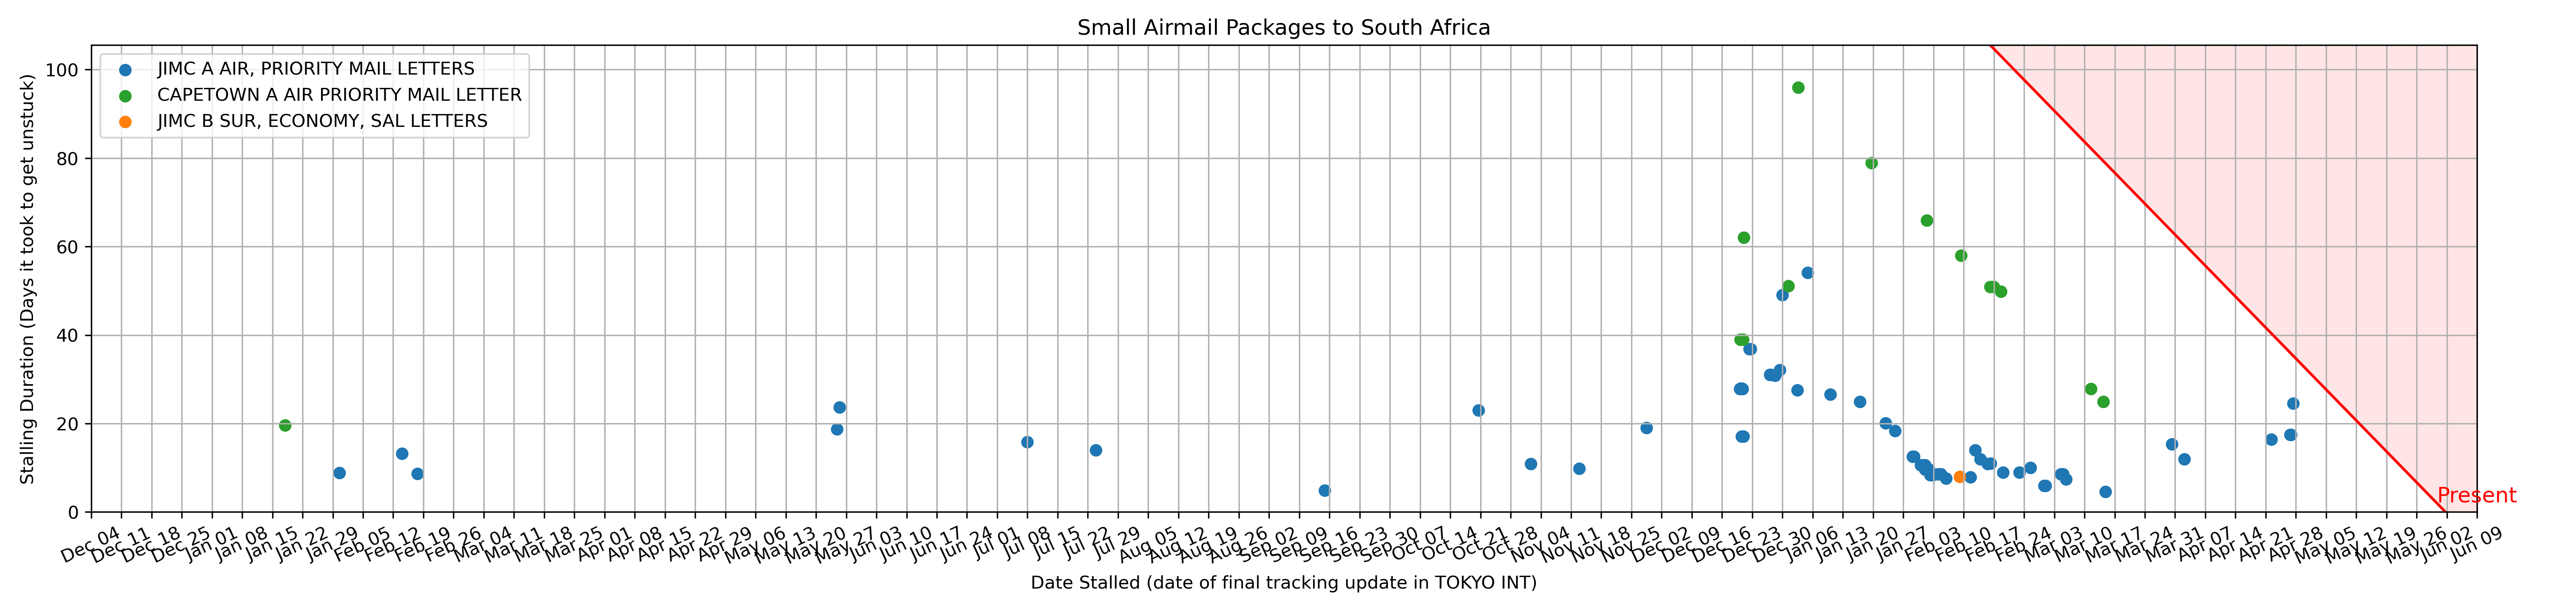 Small Airmail Packages to South Africa
JIMC A AIR, PRIORITY MAIL LETTERS
CAPETOWN A AIR PRIORITY MAIL LETTER
JIMC B SUR, ECONOMY, SAL LETTERS
Stalling Duration (Days it took to get unstuck)
100
80
60
40
20
0
Present
Dec 04
Dec 11
Dec 18
Dec 25
Jan 01
Jan 08
Jan 15
Jan 22
Jan 29
Feb 05
Feb 12
Feb 19
Feb 26
Mar 04
Mar 11
Mar 18
Mar 25
Apr 01
Apr 08
Apr 15
Apr 22
Apr 29
May 06
May 13
May 20
May 27
Jun 03
Jun 10
Jun 17
Jun 24
Jul 01
Jul 08
Jul 15
Jul 22
Jul 29
Aug 05
Aug 12
Aug 19
Aug 26
Sep 02
Sep 09
Sep 16
Sep 23
Sep 30
Oct 07
Oct 14
Oct 21
Oct 28
Nov 04
Nov 11
Nov 18
Nov 25
Dec 02
Dec 09
Dec 16
Dec 23
Dec 30
Jan 06
Jan 13
Jan 20
Jan 27
Feb 03
Feb 10
Feb 17
Feb 24
Mar 03
Mar 10
Mar 17
Mar 24
Mar 31
Apr 07
Apr 14
Apr 21
Apr 28
May 05
May 12
May 19
May 26
Jun 02
Jun 09
Date Stalled (date of final tracking update in TOKYO INT)